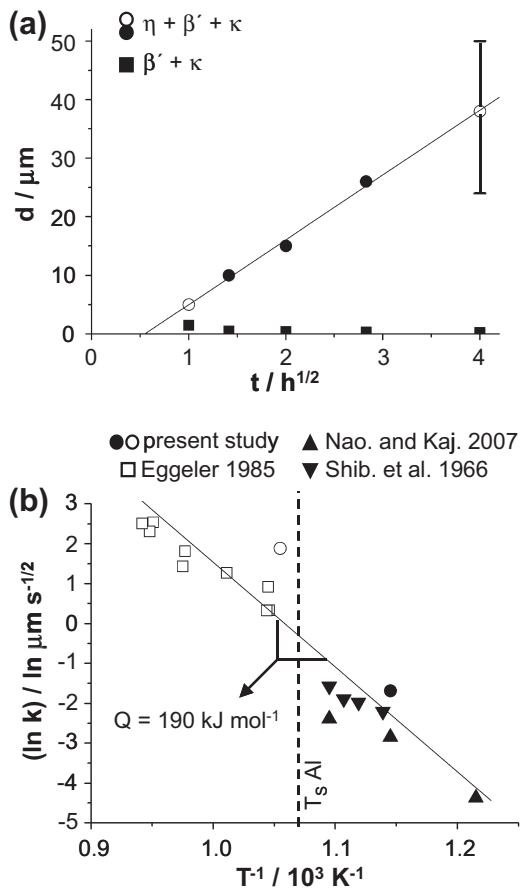 (a)
η + β´ + κ
β´ + κ
50
40
30
20
10
0
d / μm
0 1 2 3 4
t / h^{1/2}
present study
Nao. and Kaj. 2007
Eggeler 1985
Shib. et al. 1966
(b)
3
2
1
0
-1
-2
-3
-4
-5
(ln k) / ln μm s^{-1/2}
Q = 190 kJ mol^{-1}
T_s Al
0.9 1.0 1.1 1.2
T^{-1} / 10^3 K^{-1}